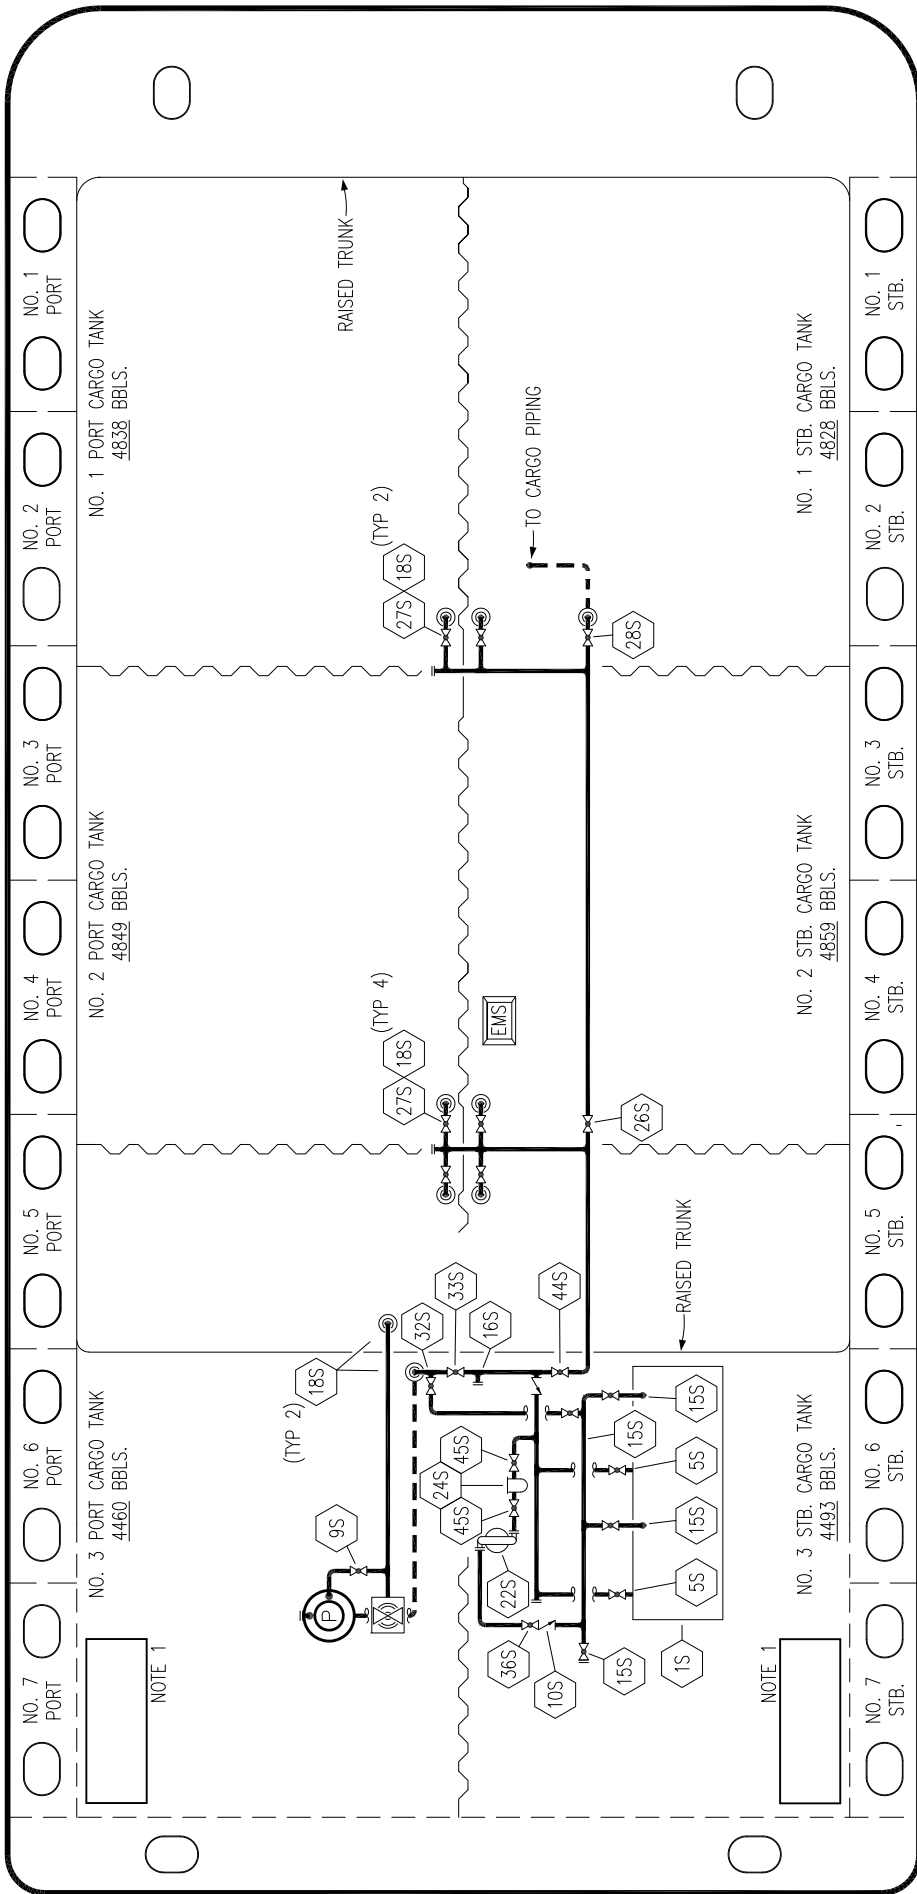 NO. 7
PORT
NO. 6
PORT
NO. 5
PORT
NO. 4
PORT
NO. 3
PORT
NO. 2
PORT
NO. 1
PORT
NOTE 1
NO. 3 PORT CARGO TANK
4460 BBLS.
NO. 2 PORT CARGO TANK
4849 BBLS.
NO. 1 PORT CARGO TANK
4838 BBLS.
RAISED TRUNK
(TYP 2)
18S
9S
P
32S
33S
16S
44S
27S
18S
(TYP 4)
27S
18S
(TYP 2)
EMS
TO CARGO PIPING
45S
24S
45S
22S
36S
10S
15S
15S
26S
28S
1S
5S
15S
5S
15S
RAISED TRUNK
NOTE 1
NO. 3 STB. CARGO TANK
4493 BBLS.
NO. 2 STB. CARGO TANK
4859 BBLS.
NO. 1 STB. CARGO TANK
4828 BBLS.
NO. 7
STB.
NO. 6
STB.
NO. 5
STB.
NO. 4
STB.
NO. 3
STB.
NO. 2
STB.
NO. 1
STB.